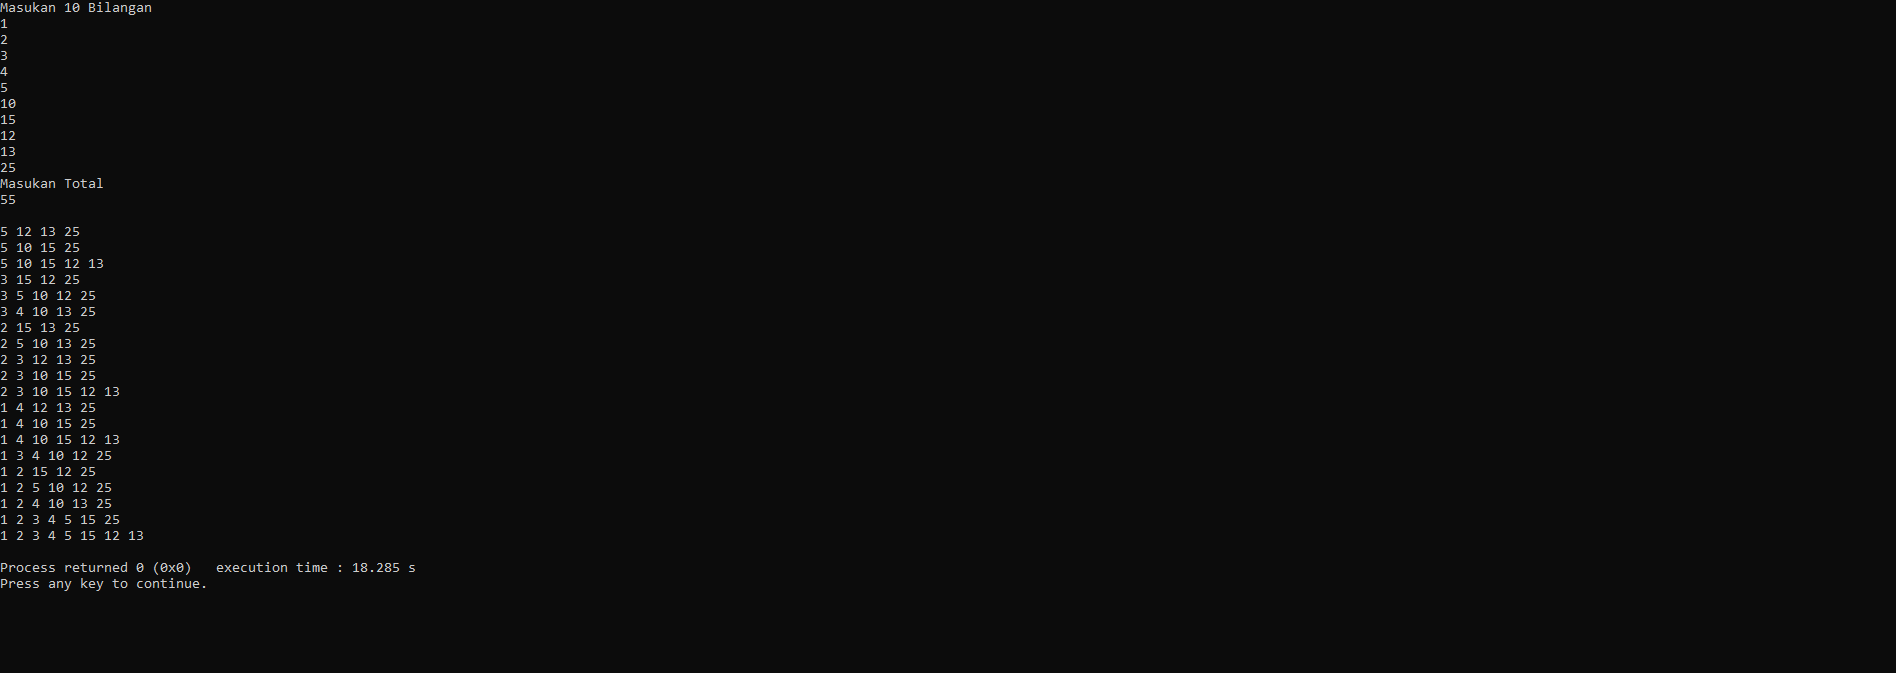 Masukan 10 Bilangan
1
2
3
4
5
10
15
12
13
25
Masukan Total
55
5 12 13 25
5 10 15 25
5 10 15 12 13
3 15 12 25
3 5 10 12 25
3 4 10 13 25
2 15 13 25
2 5 10 13 25
2 3 12 13 25
2 3 10 15 25
2 3 10 15 12 13
1 4 12 13 25
1 4 10 15 25
1 4 10 15 12 13
1 3 4 10 12 25
1 2 15 12 25
1 2 5 10 12 25
1 2 4 10 13 25
1 2 3 4 5 15 25
1 2 3 4 5 15 12 13
Process returned 0 (0x0)   execution time : 18.285 s
Press any key to continue.